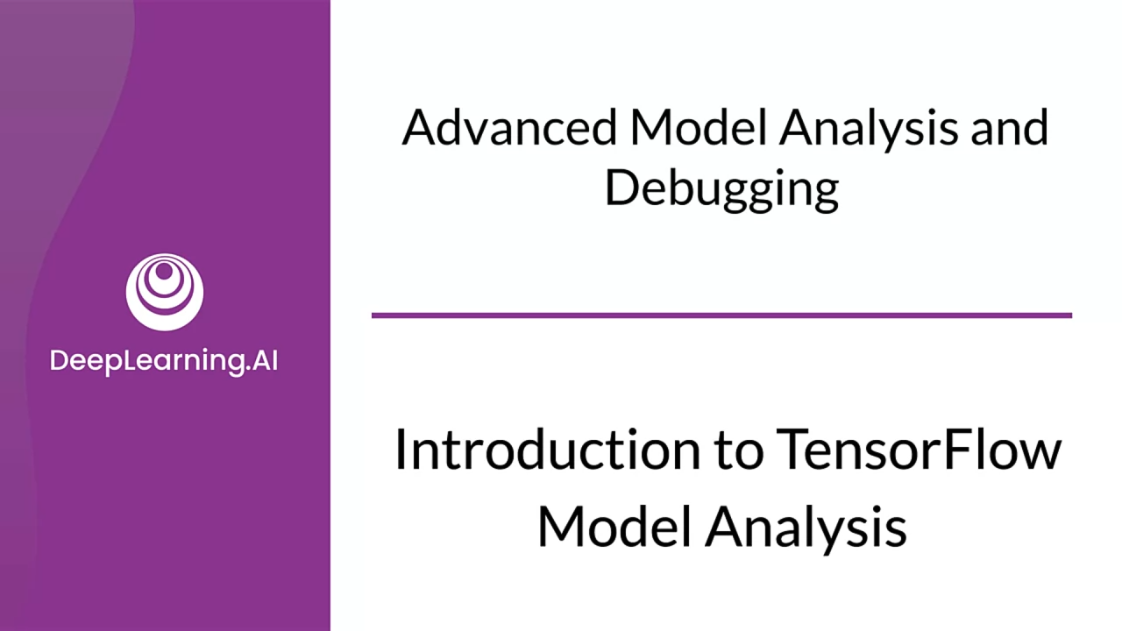 Advanced Model Analysis and
Debugging
DeepLearning.AI
Introduction to TensorFlow
Model Analysis